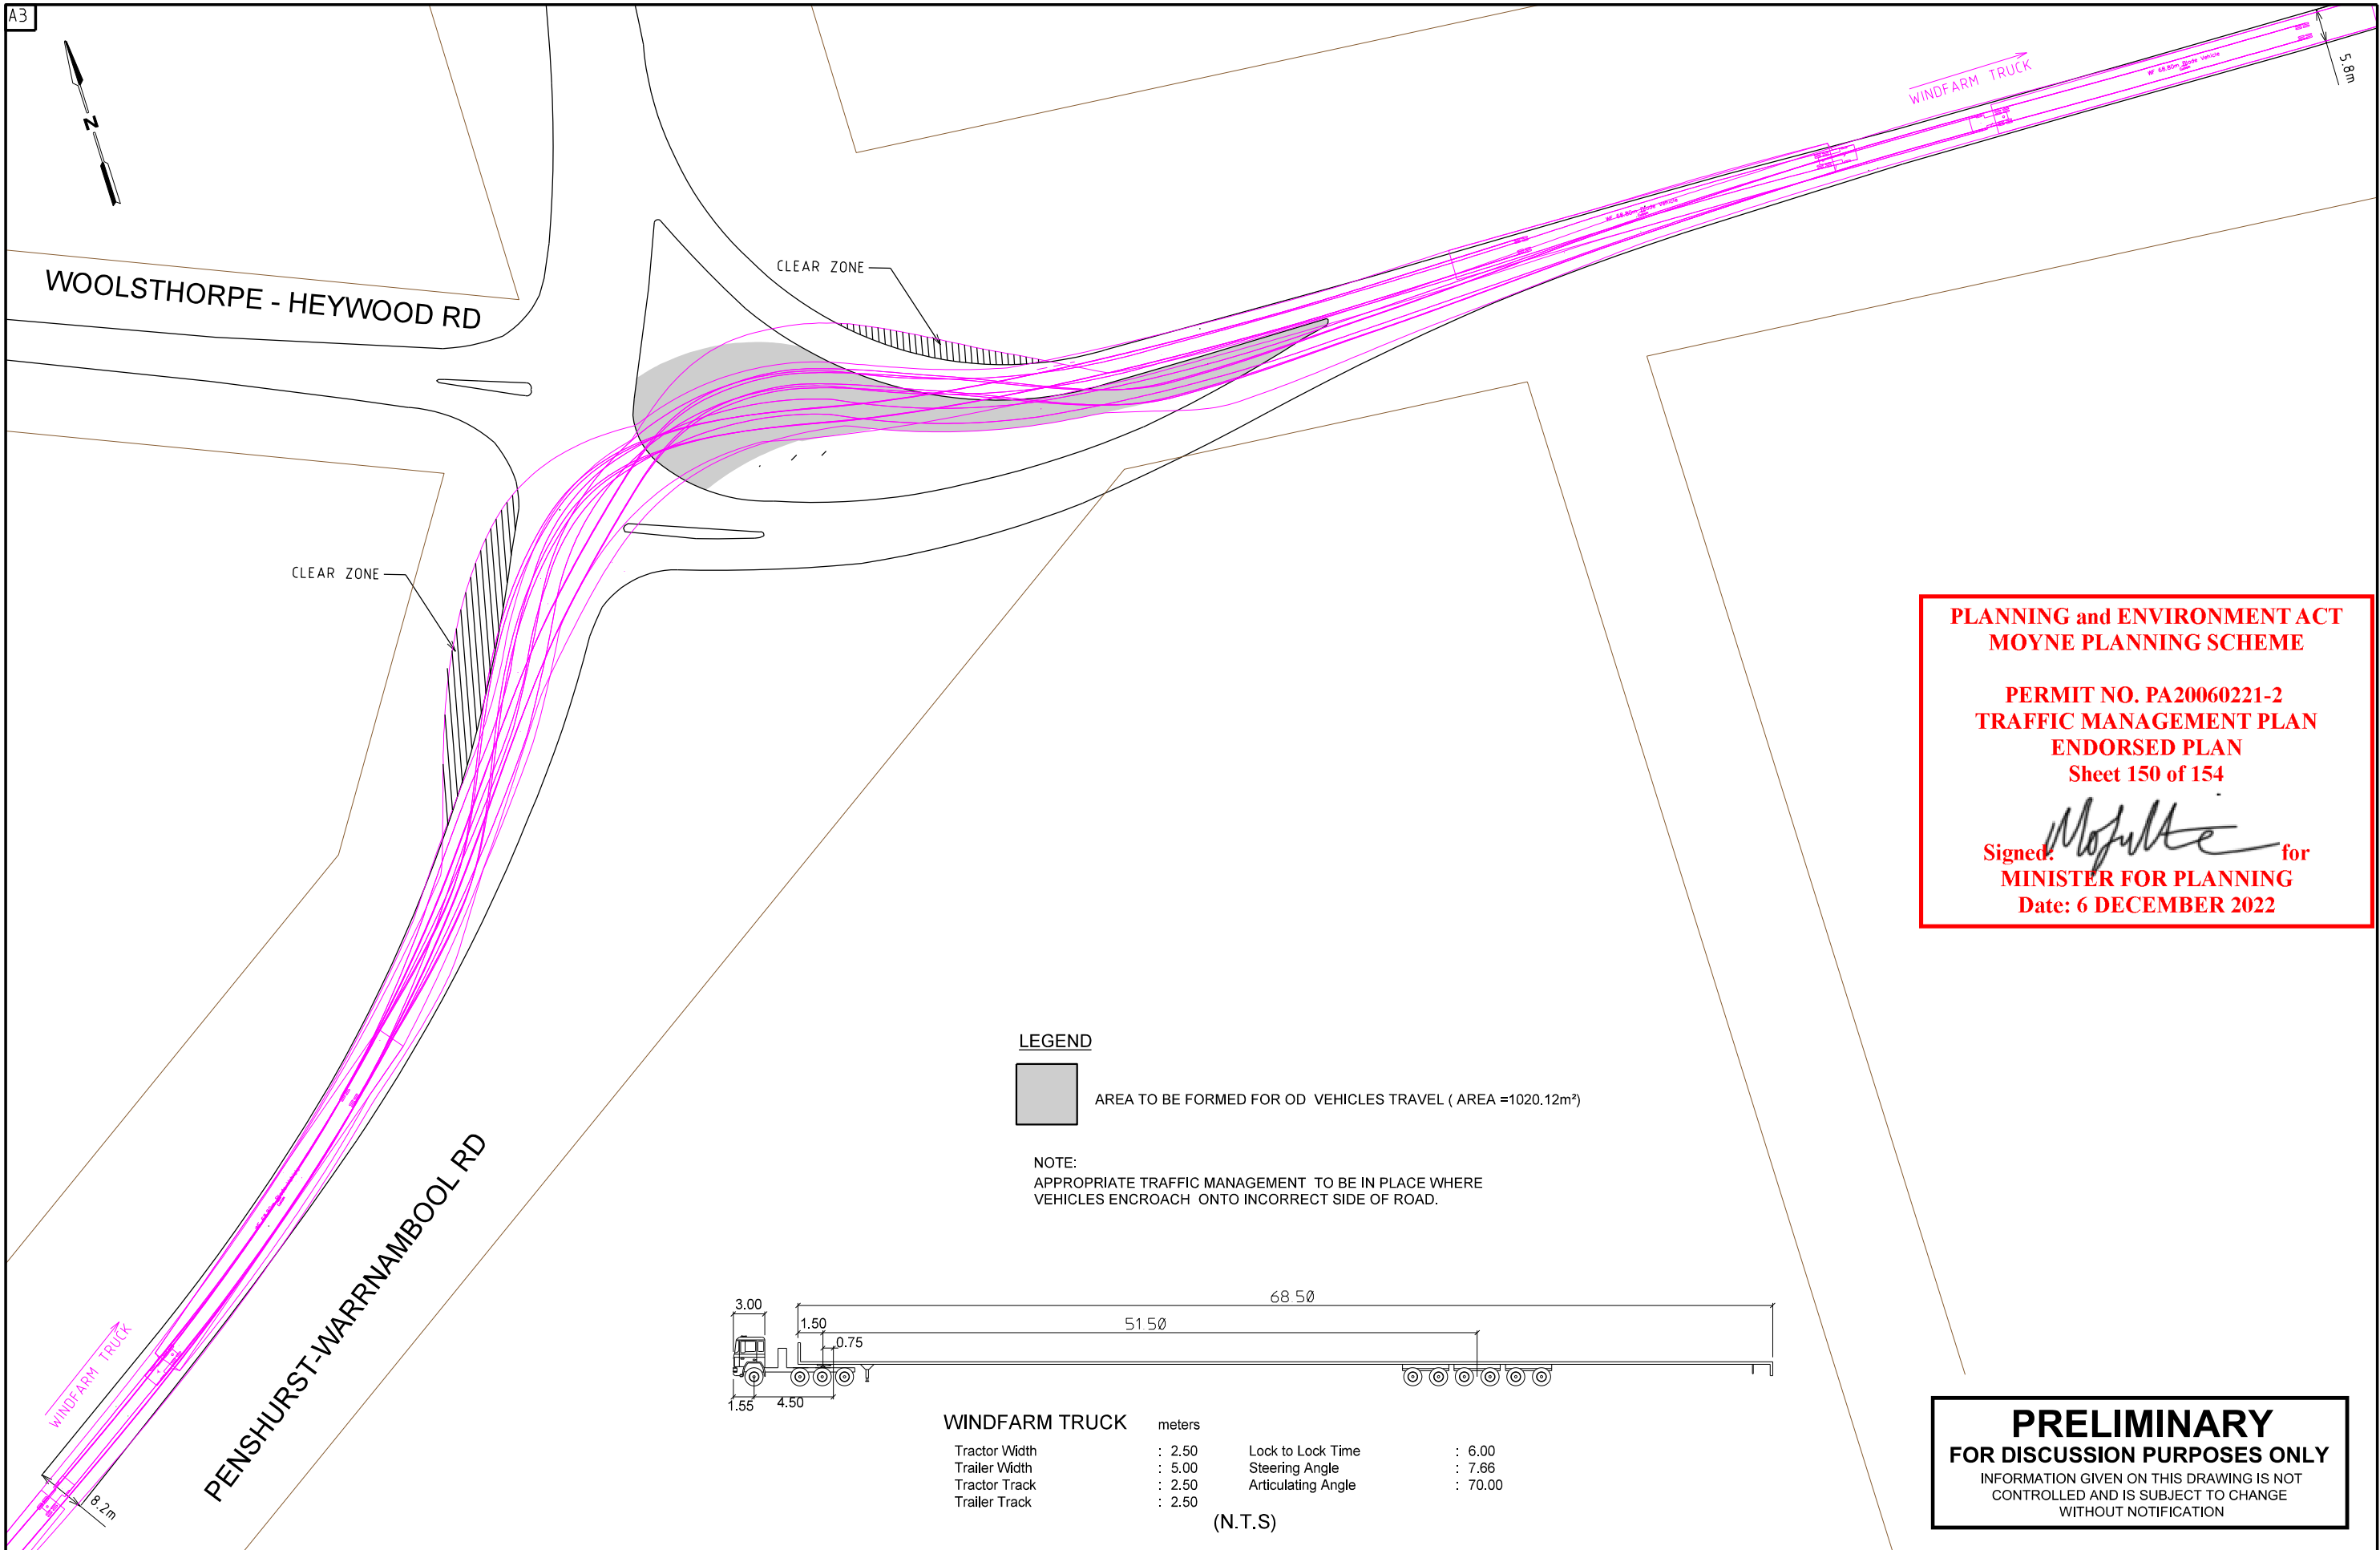 A3
N
WOOLSTHORPE - HEYWOOD RD
CLEAR ZONE
WINDFARM TRUCK
5.8m
CLEAR ZONE
PLANNING and ENVIRONMENT ACT
MOYNE PLANNING SCHEME
PERMIT NO. PA20060221-2
TRAFFIC MANAGEMENT PLAN
ENDORSED PLAN
Sheet 150 of 154
Signed: for
MINISTER FOR PLANNING
Date: 6 DECEMBER 2022
LEGEND
AREA TO BE FORMED FOR OD VEHICLES TRAVEL ( AREA =1020.12m²)
NOTE:
APPROPRIATE TRAFFIC MANAGEMENT TO BE IN PLACE WHERE
VEHICLES ENCROACH ONTO INCORRECT SIDE OF ROAD.
PENSHURST-WARRNAMBOOL RD
WINDFARM TRUCK
8.2m
68.50
3.00
1.50
51.50
0.75
1.55
4.50
WINDFARM TRUCK meters
Tractor Width : 2.50 Lock to Lock Time : 6.00
Trailer Width : 5.00 Steering Angle : 7.66
Tractor Track : 2.50 Articulating Angle : 70.00
Trailer Track : 2.50
(N.T.S)
PRELIMINARY
FOR DISCUSSION PURPOSES ONLY
INFORMATION GIVEN ON THIS DRAWING IS NOT
CONTROLLED AND IS SUBJECT TO CHANGE
WITHOUT NOTIFICATION